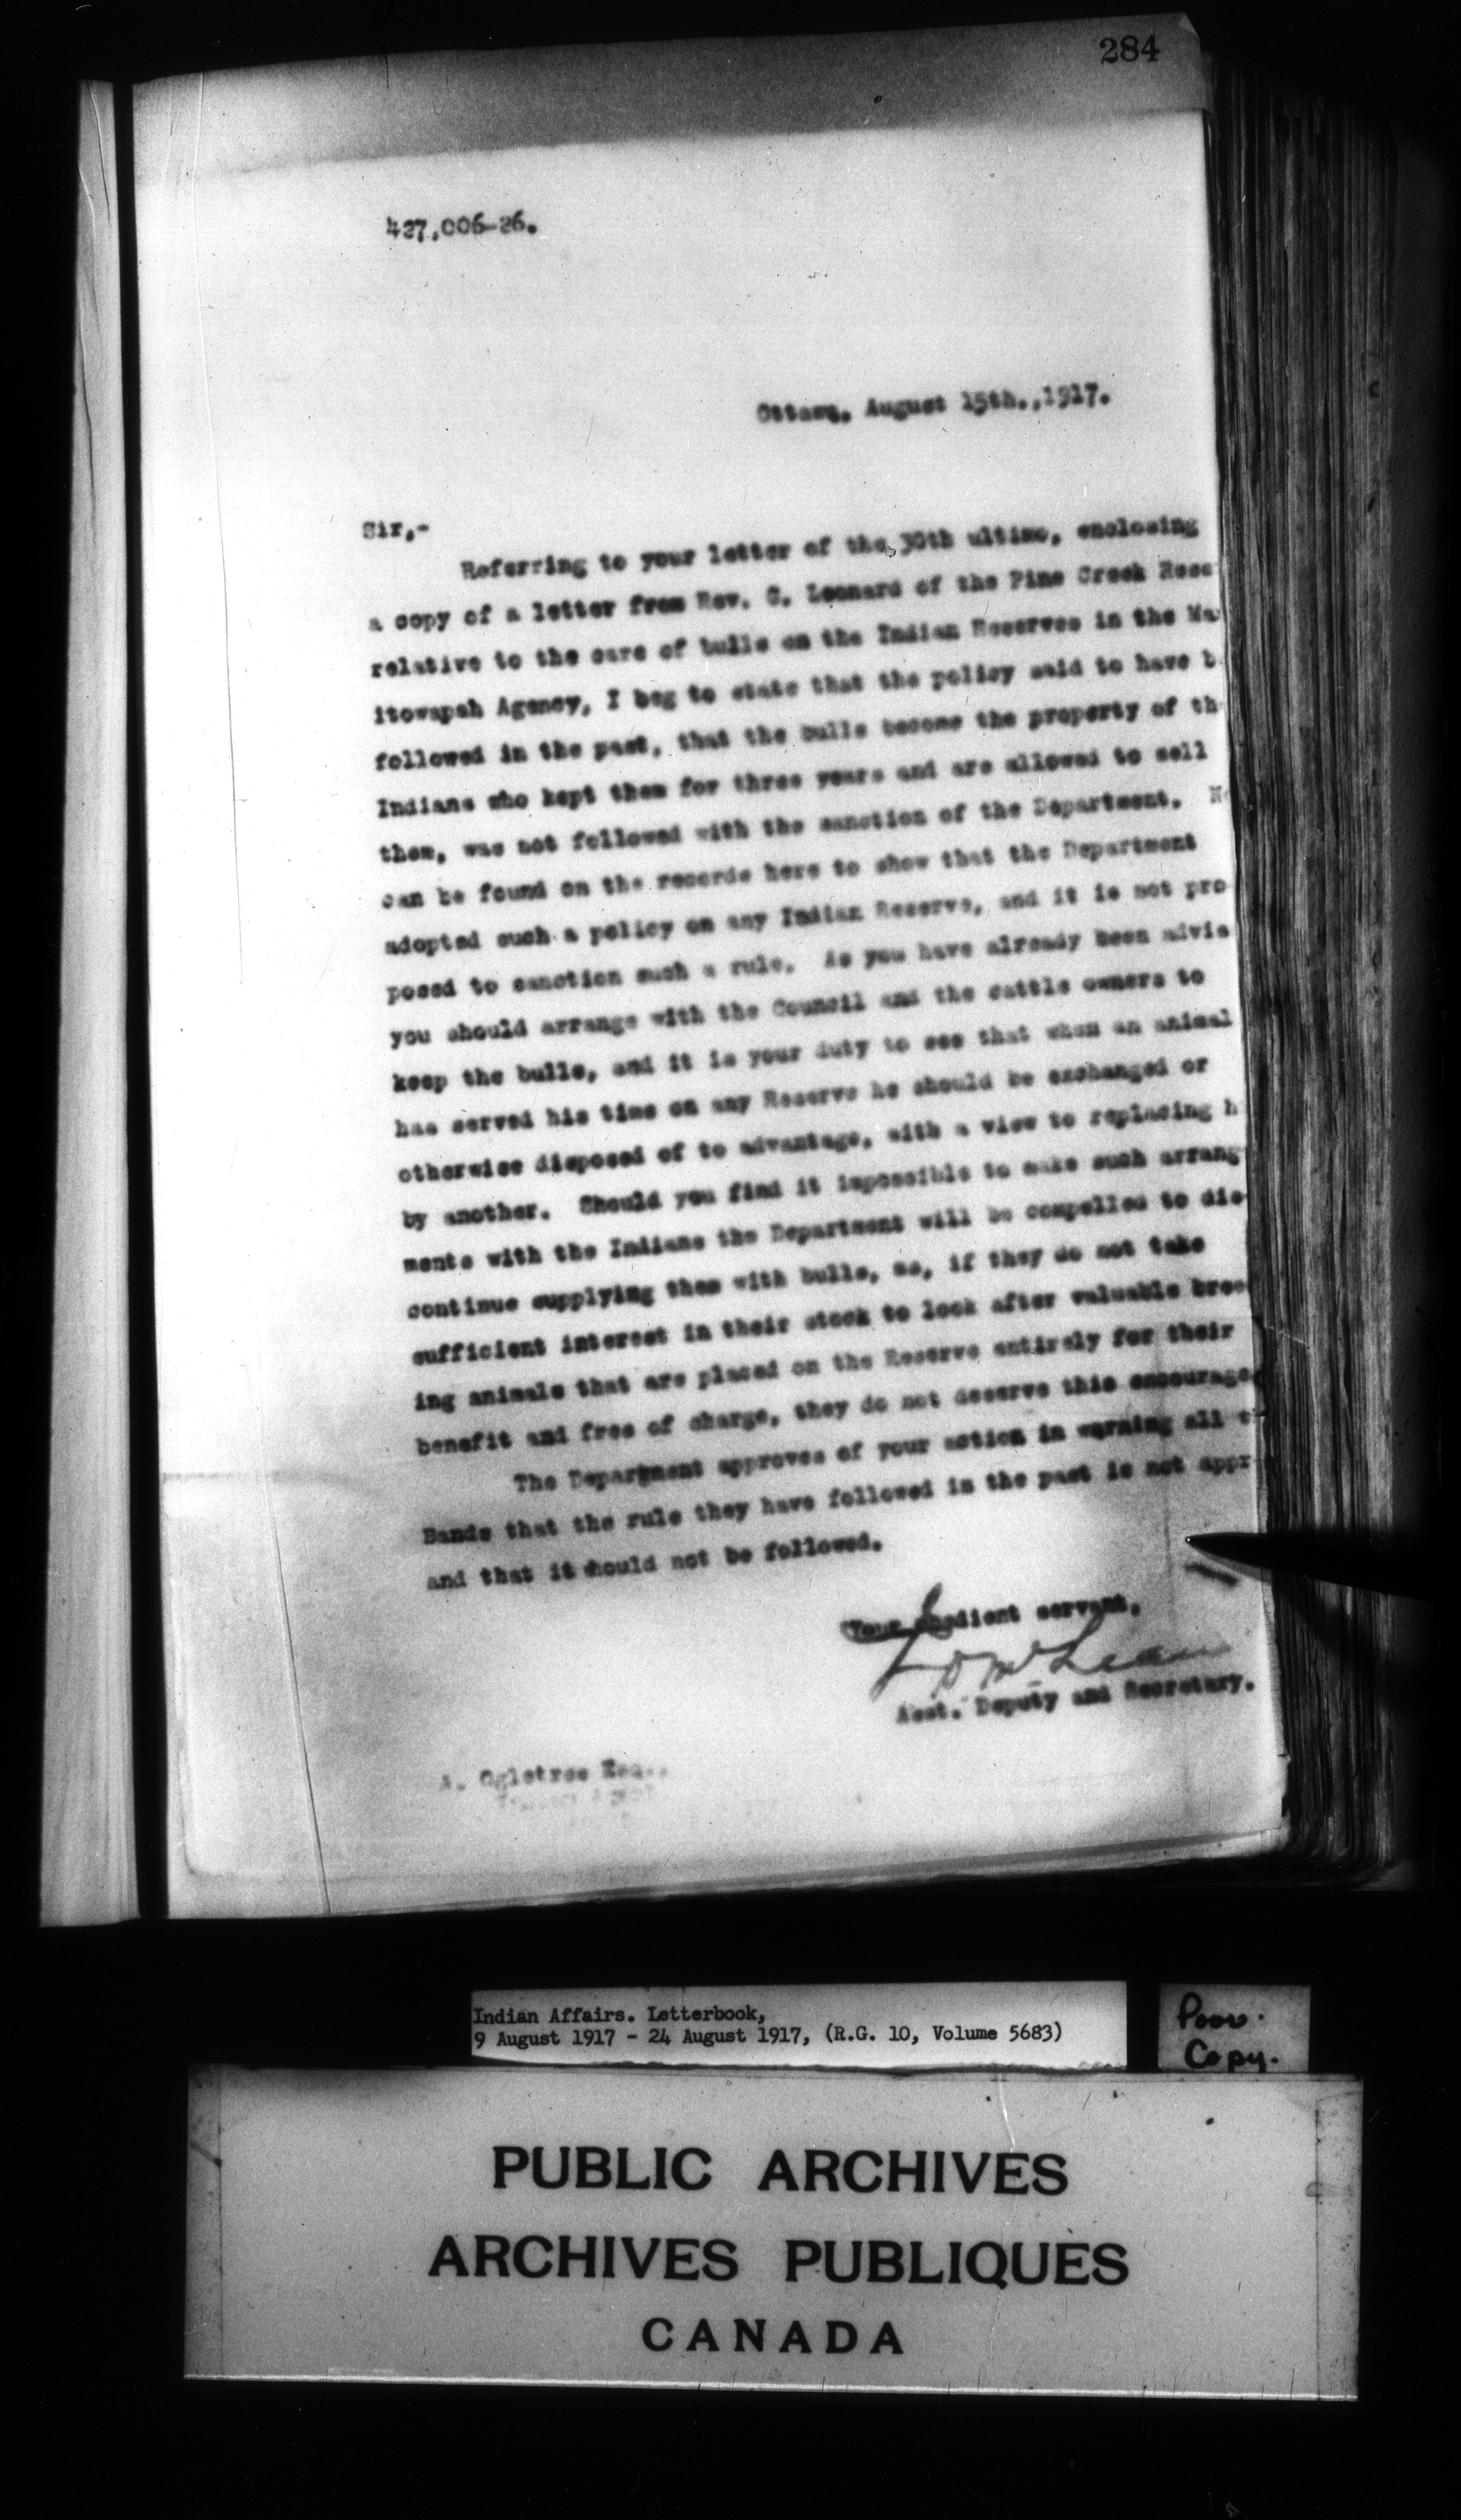 284
427,006-26.
Ottawa, August 15th.,1917.
Sir,-
Referring to your letter of the 30th ultimo, enclosing
a copy of a letter from Rev. C. Leonard of the Pine Creek Rese
relative to the care of bulls on the Indian Reserves in the Ma
itowapah Agency, I beg to state that the policy said to have b
followed in the past, that the bulls become the property of th
Indians who kept them for three years and are allowed to sell
them, was not followed with the sanction of the Department. N
can be found on the records here to show that the Department
adopted such a policy on any Indian Reserve, and it is not pro-
posed to sanction such a rule. As you have already been advis
you should arrange with the Council and the cattle owners to
keep the bulls, and it is your duty to see that when an animal
has served his time on any Reserve he should be exchanged or
otherwise disposed of to advantage, with a view to replacing h
by another. Should you find it impossible to make such arrang
ments with the Indians the Department will be compelled to dis-
continue supplying them with bulls, as, if they do not take
sufficient interest in their stock to look after valuable bree
ing animals that are placed on the Reserve entirely for their
benefit and free of charge, they do not deserve this encourage
The Department approves of your action in warning all
Bands that the rule they have followed in the past is not appr
and that it should not be followed.
Your obedient servant,
J D McLean
Asst. Deputy and Secretary.
A. Ogletree Esq.,
Indian Affairs. Letterbook,
9 August 1917 - 24 August 1917, (R.G. 10, Volume 5683)
Poor.
Copy.
PUBLIC ARCHIVES
ARCHIVES PUBLIQUES
CANADA